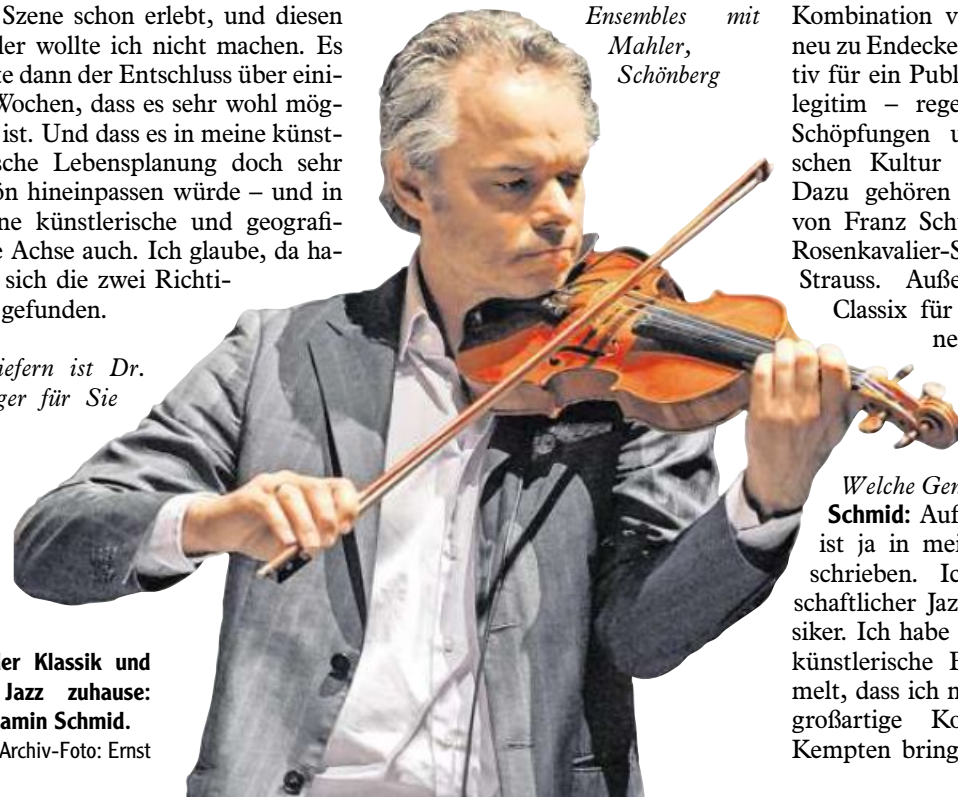 Szene schon erlebt, und diesen
ler wollte ich nicht machen. Es
te dann der Entschluss über eini-
Wochen, dass es sehr wohl mög-
ist. Und dass es in meine künst-
sche Lebensplanung doch sehr
ön hineinpassen würde – und in
ne künstlerische und geografi-
e Achse auch. Ich glaube, da ha-
sich die zwei Richti-
gefunden.
iefern ist Dr.
ger für Sie
der Klassik und
Jazz zuhause:
amin Schmid.
Archiv-Foto: Ernst
Ensembles mit
Mahler,
Schönberg
Kombination v
neu zu Endecke
tiv für ein Publ
legitim – rege
Schöpfungen u
schen Kultur
Dazu gehören
von Franz Schu
Rosenkavalier-S
Strauss. Auße
Classix für
ne
Welche Gen
Schmid: Auf
ist ja in mei
schrieben. Ic
schaftlicher Jaz
siker. Ich habe
künstlerische E
melt, dass ich n
großartige Ko
Kempten bring